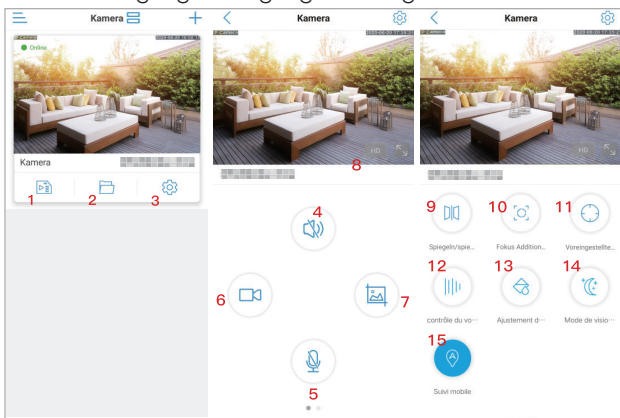 Kamera
Online
Kamera
1
2
3
Kamera
HD
8
4
6
7
5
Kamera
HD
9
10
11
Spiegeln/spie...
Fokus Addition...
Voreingestellte...
12
13
14
contrôle du vo···
Ajustement d···
Mode de visio···
15
Suivi mobile